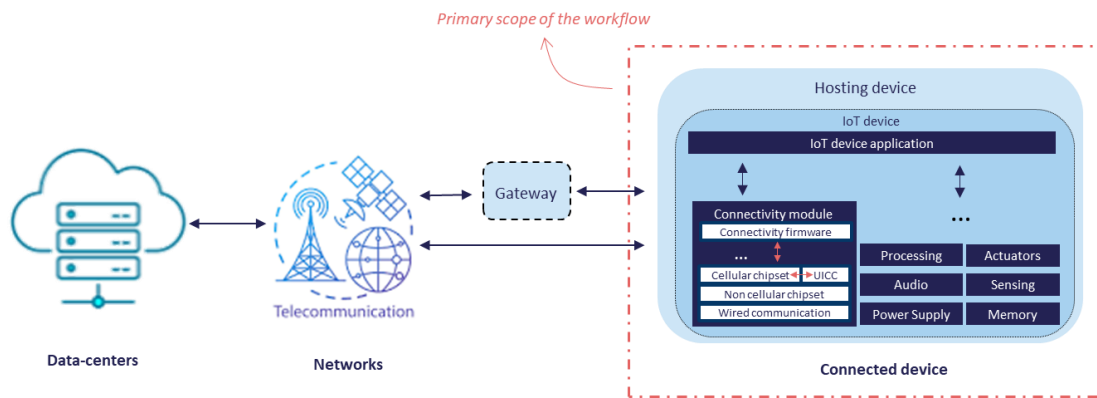 Primary scope of the workflow
Hosting device
IoT device
IoT device application
Gateway
Connectivity module
Connectivity firmware
...
...
Processing
Actuators
Cellular chipset
UICC
Audio
Sensing
Non cellular chipset
Wired communication
Power Supply
Memory
Telecommunication
Data-centers
Networks
Connected device